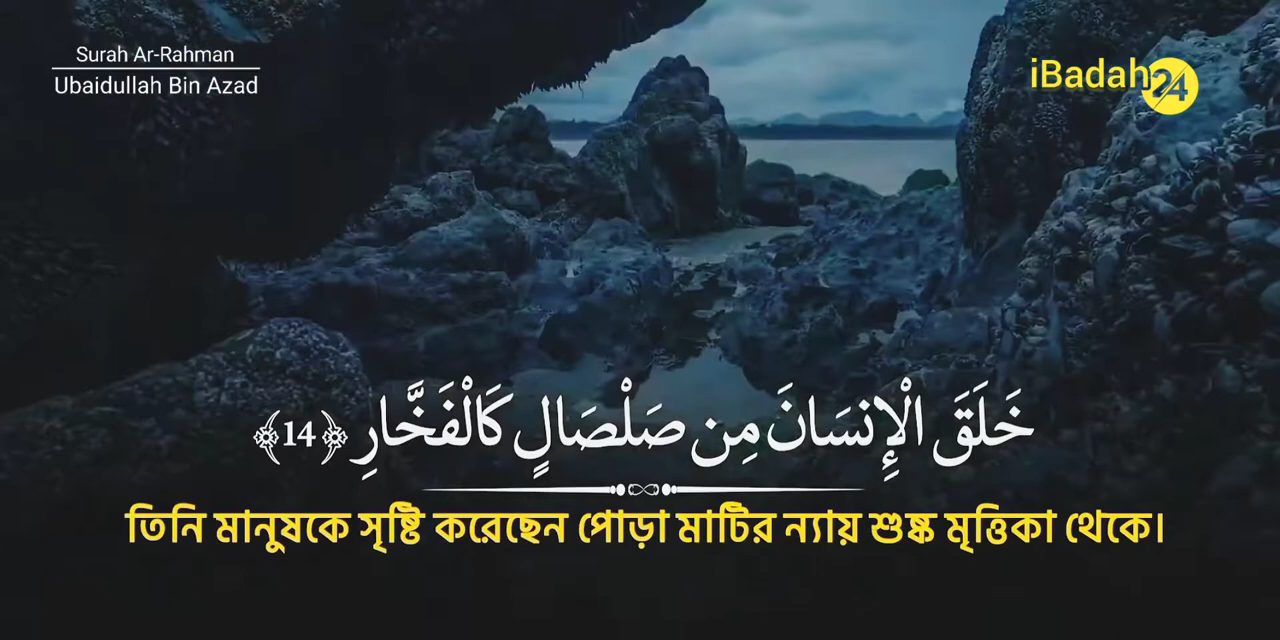 Surah Ar-Rahman
Ubaidullah Bin Azad
iBadah24
خَلَقَ الْإِنسَانَ مِن صَلْصَالٍ كَالْفَخَّارِ ﴿14﴾
তিনি মানুষকে সৃষ্টি করেছেন পোড়া মাটির ন্যায় শুষ্ক মৃত্তিকা থেকে।